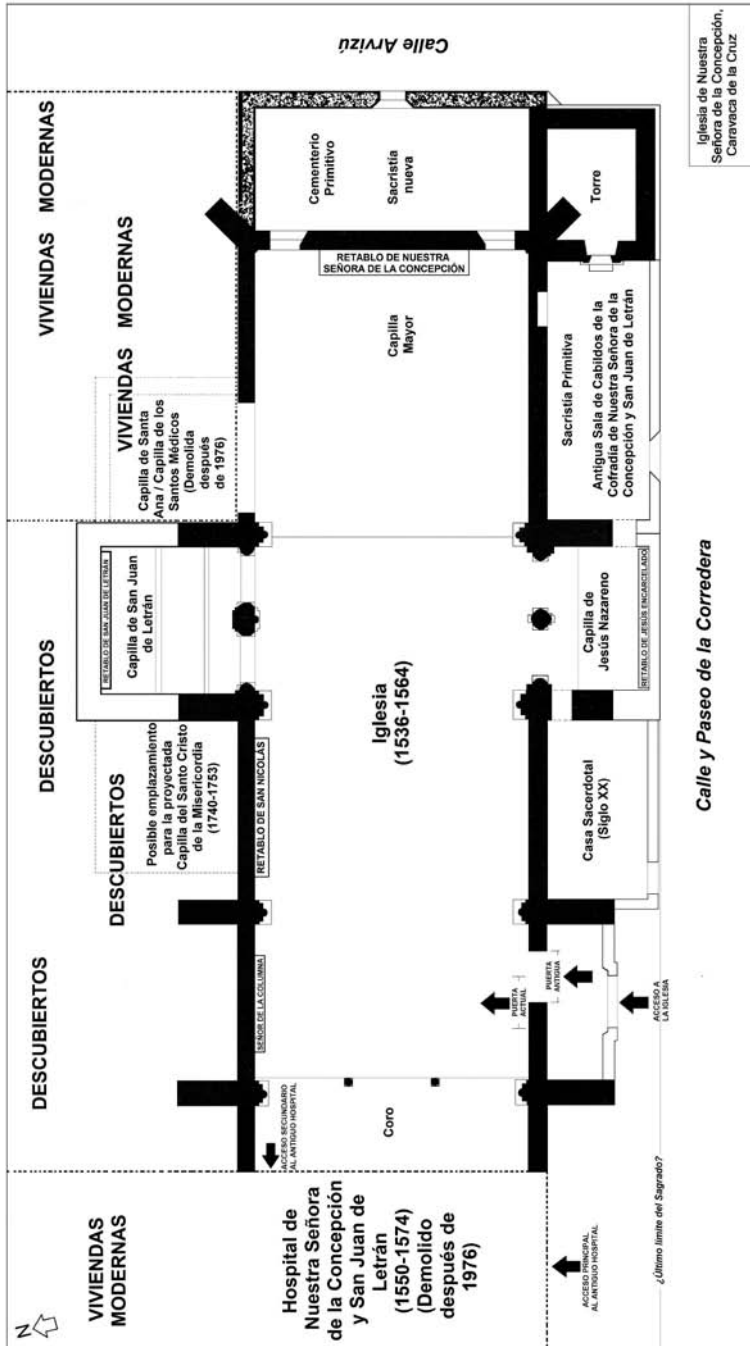 Calle Arvizú
Iglesia de Nuestra
Señora de la Concepción,
Caravaca de la Cruz
VIVIENDAS MODERNAS
VIVIENDAS MODERNAS
Cementerio
Primitivo
Sacristía
nueva
Torre
RETABLO DE NUESTRA
SEÑORA DE LA CONCEPCIÓN
Capilla
Mayor
Capilla de Santa
Ana / Capilla de los
Santos Médicos
(Demolida
después
de 1976)
Sacristia Primitiva
Antigua Sala de Cabildos de la
Cofradía de Nuestra Señora de la
Concepción y San Juan de Letrán
DESCUBIERTOS
RETABLO DE SAN JUAN DE LETRÁN
Capilla de San Juan
de Letrán
Capilla de
Jesús Nazareno
RETABLO DE JESÚS ENCARCELADO
Iglesia
(1536-1564)
DESCUBIERTOS
Posible emplazamiento
para la proyectada
Capilla del Santo Cristo
de la Misericordia
(1740-1753)
RETABLO DE SAN NICOLÁS
Casa Sacerdotal
(Siglo XX)
Calle y Paseo de la Corredera
DESCUBIERTOS
SEÑOR DE LA COLUMNA
PUERTA
ACTUAL
PUERTA
ANTIGUA
ACCESO A
LA IGLESIA
Coro
ACCESO SECUNDARIO
AL ANTIGUO HOSPITAL
N
VIVIENDAS
MODERNAS
Hospital de
Nuestra Señora
de la Concepción
y San Juan de
Letrán
(1550-1574)
(Demolido
después de
1976)
ACCESO PRINCIPAL
AL ANTIGUO HOSPITAL
¿Último límite del Sagrado?